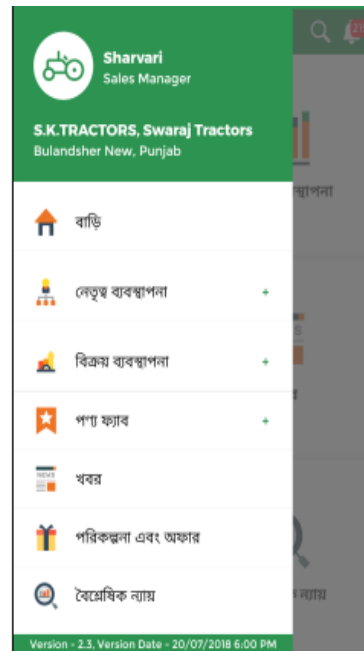 Sharvari
Sales Manager
S.K.TRACTORS, Swaraj Tractors
Bulandsher New, Punjab
বাড়ি
নেতৃত্ব ব্যবস্থাপনা +
বিক্রয় ব্যবস্থাপনা +
পণ্য ফ্যাব +
NEWS
খবর
পরিকল্পনা এবং অফার
বৈশ্লেষিক ন্যায়
Version - 2.3, Version Date - 20/07/2018 6:00 PM